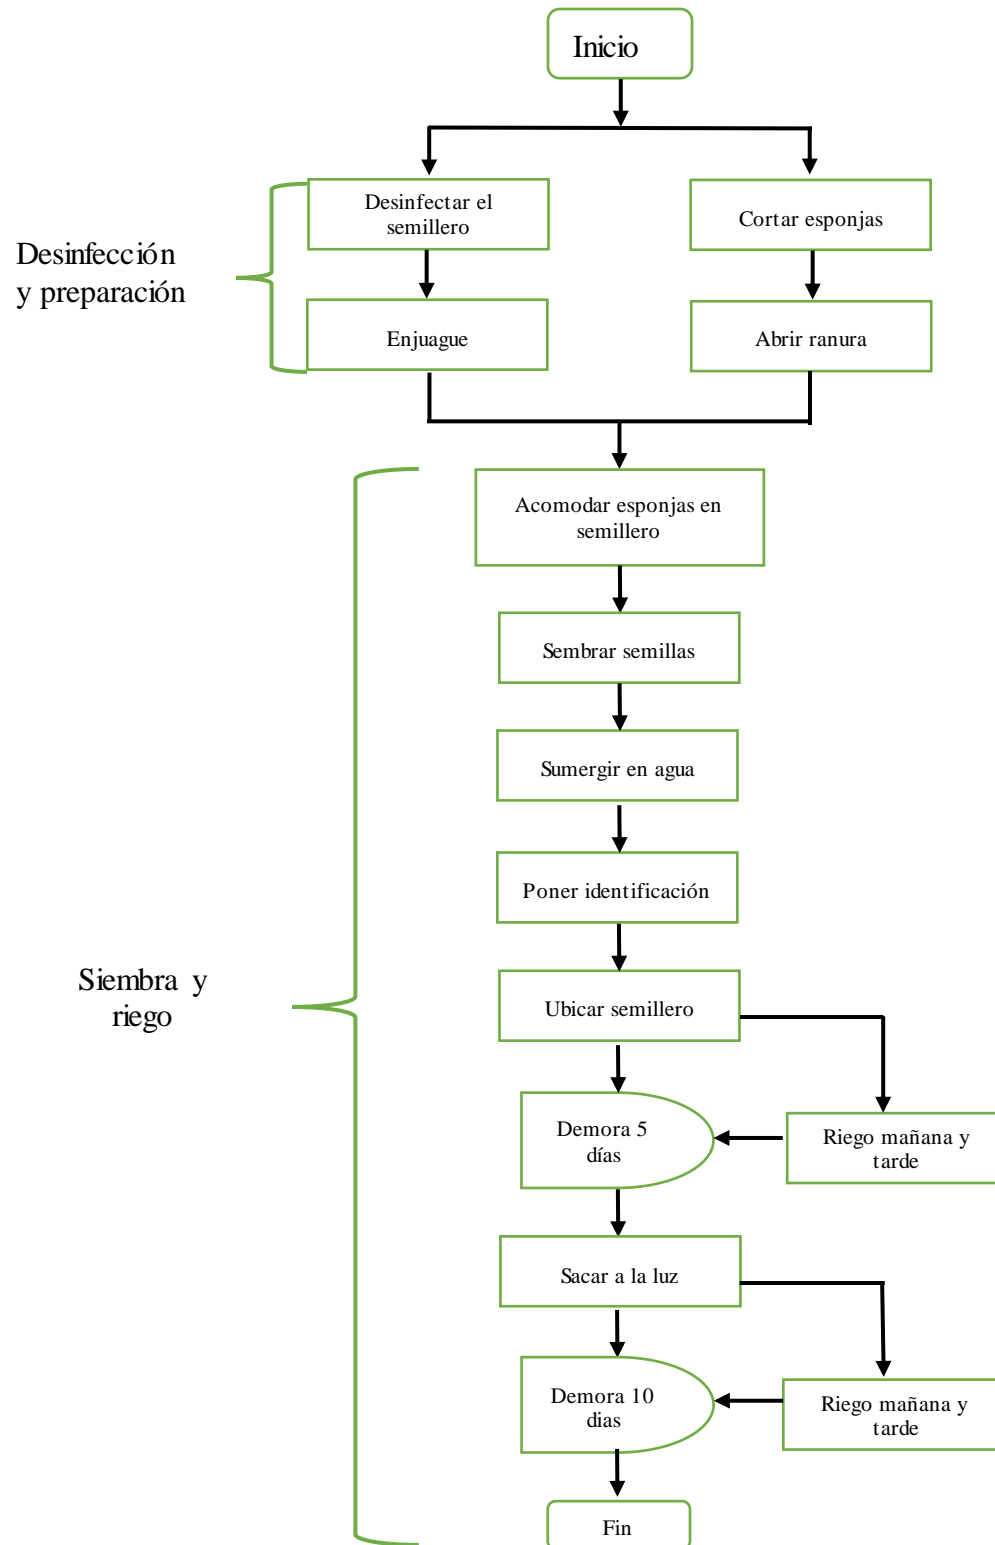 Inicio
Desinfectar el
semillero
Cortar esponjas
Desinfección
y preparación
Enjuague
Abrir ranura
Acomodar esponjas en
semillero
Sembrar semillas
Sumergir en agua
Poner identificación
Siembra y
riego
Ubicar semillero
Demora 5
días
Riego mañana y
tarde
Sacar a la luz
Demora 10
dias
Riego mañana y
tarde
Fin